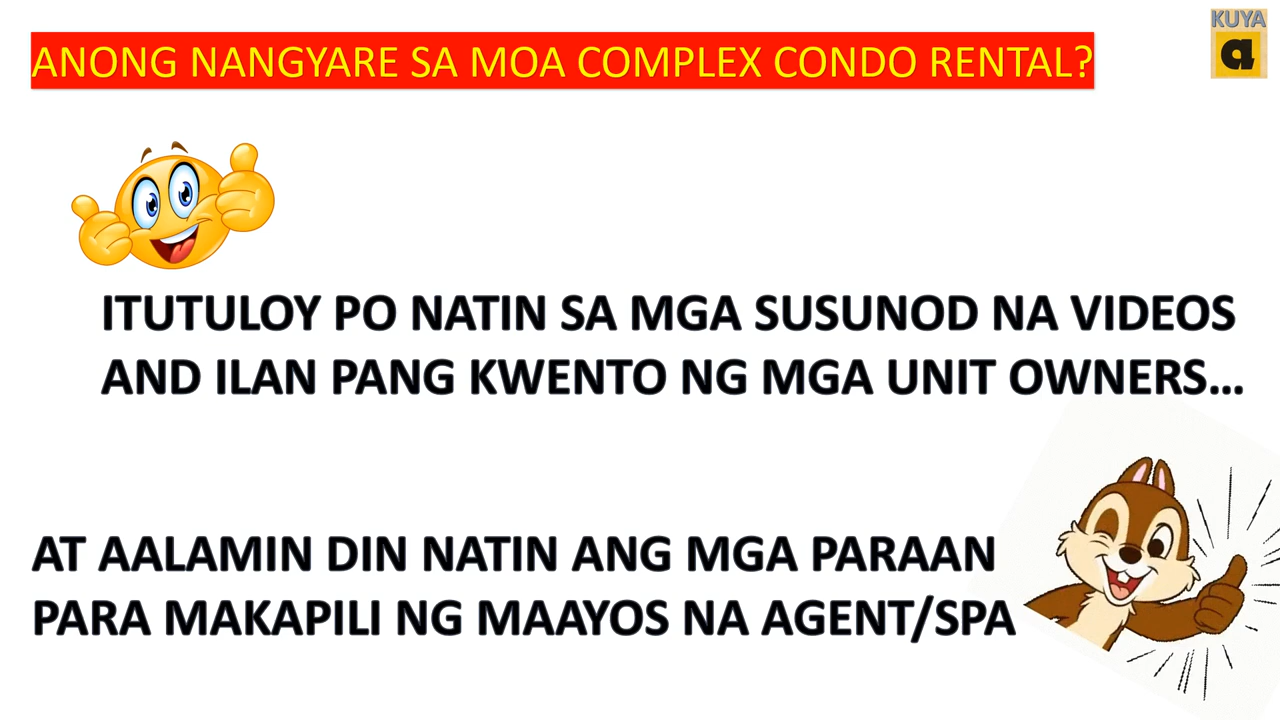 ANONG NANGYARE SA MOA COMPLEX CONDO RENTAL?
KUYA
a
ITUTULOY PO NATIN SA MGA SUSUNOD NA VIDEOS
AND ILAN PANG KWENTO NG MGA UNIT OWNERS...
AT AALAMIN DIN NATIN ANG MGA PARAAN
PARA MAKAPILI NG MAAYOS NA AGENT/SPA